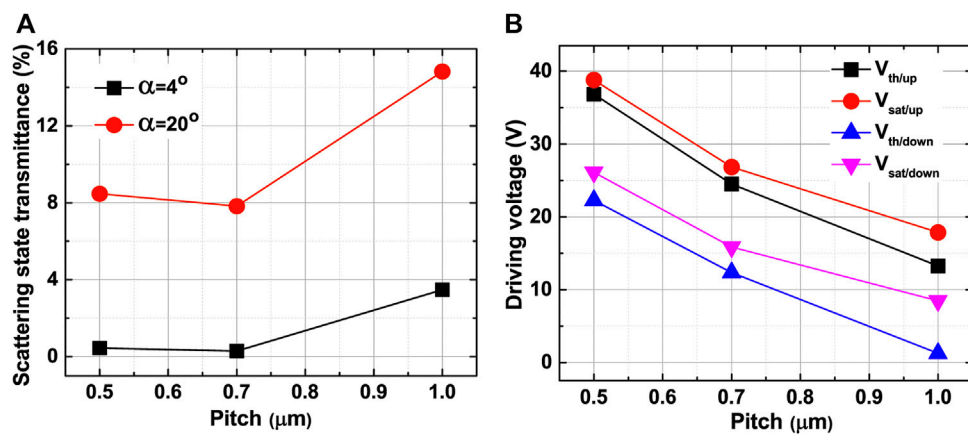 A
Scattering state transmittance (%)
16
12
8
4
0
α=4°
α=20°
0.5 0.6 0.7 0.8 0.9 1.0
Pitch (μm)
B
Driving voltage (V)
40
30
20
10
0
V_th/up
V_sat/up
V_th/down
V_sat/down
0.5 0.6 0.7 0.8 0.9 1.0
Pitch (μm)